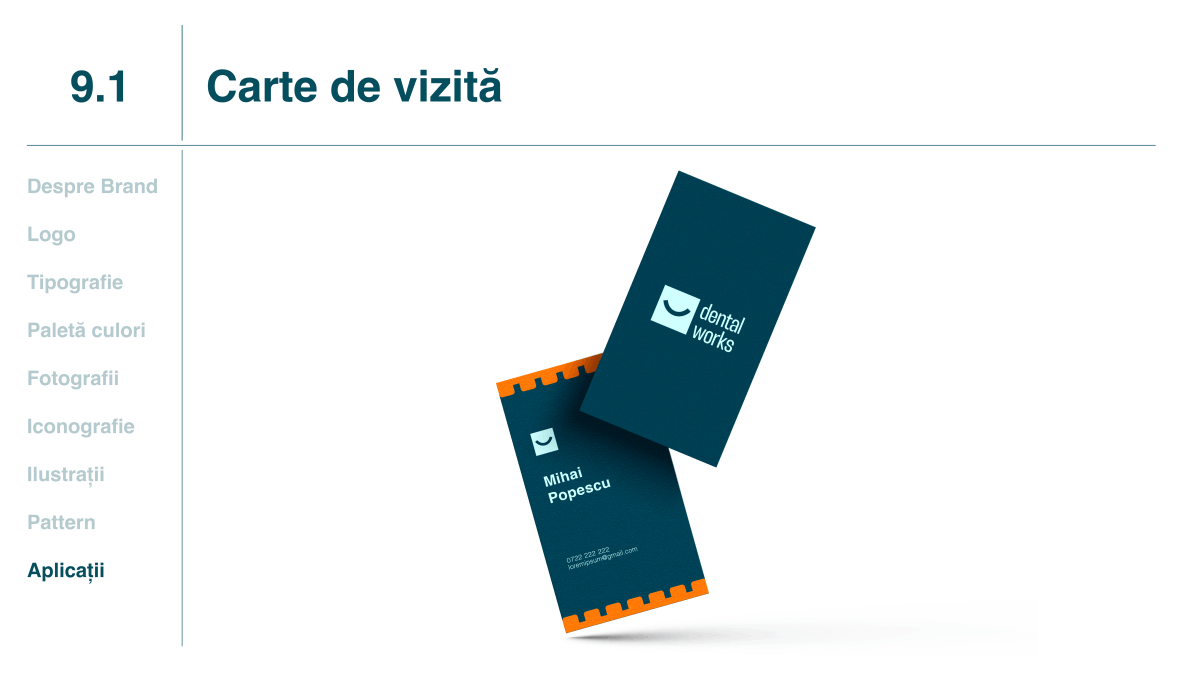 9.1
Carte de vizită
Despre Brand
Logo
Tipografie
Paletă culori
Fotografii
Iconografie
Ilustrații
Pattern
Aplicații
dental
works
Mihai
Popescu
0722 222 222
loremipsum@gmail.com